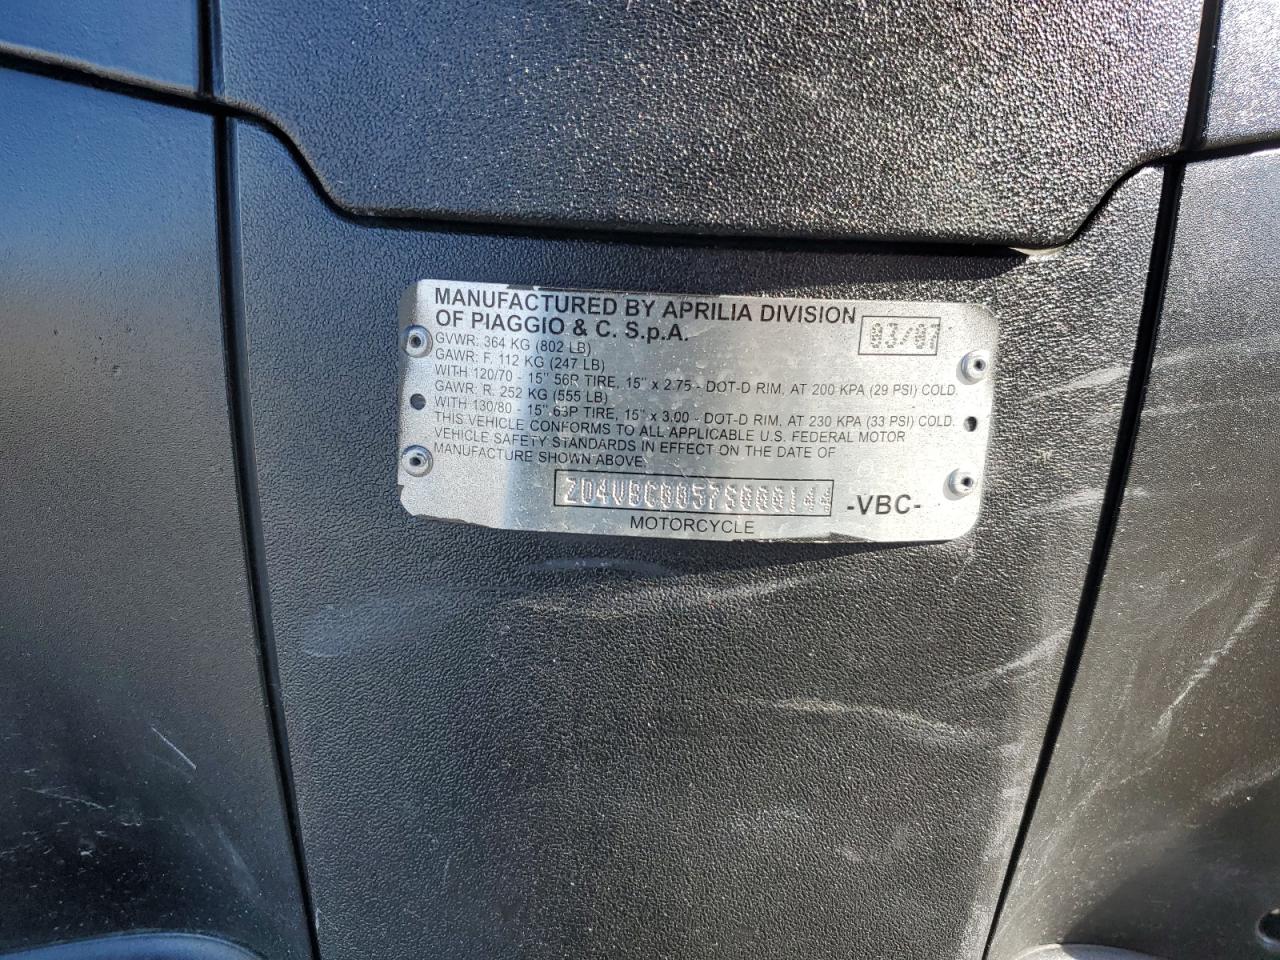 MANUFACTURED BY APRILIA DIVISION
OF PIAGGIO & C. S.p.A.
03/07
GVWR: 364 KG (802 LB)
GAWR: F. 112 KG (247 LB)
WITH 120/70 - 15" 56R TIRE, 15" x 2.75 - DOT-D RIM, AT 200 KPA (29 PSI) COLD.
GAWR: R. 252 KG (555 LB)
WITH 130/80 - 15" 63P TIRE, 15" x 3.00 - DOT-D RIM, AT 230 KPA (33 PSI) COLD.
THIS VEHICLE CONFORMS TO ALL APPLICABLE U.S. FEDERAL MOTOR
VEHICLE SAFETY STANDARDS IN EFFECT ON THE DATE OF
MANUFACTURE SHOWN ABOVE
ZD4VBC0057S000144 -VBC-
MOTORCYCLE